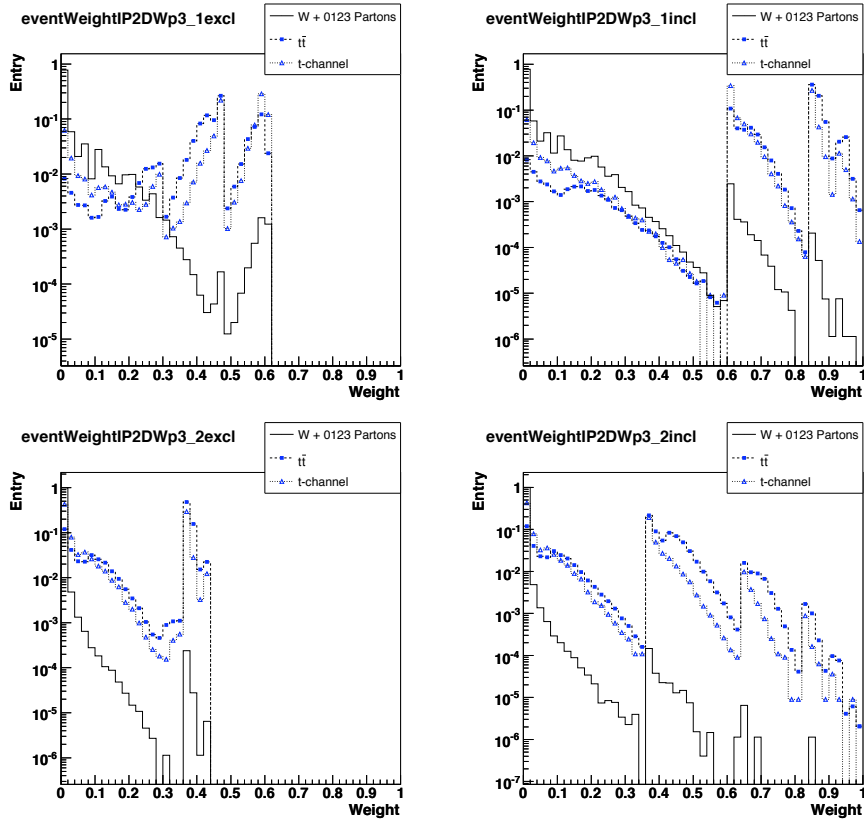 eventWeightIP2DWp3_1excl
W + 0123 Partons
tt̄
t-channel
Entry
1
10⁻¹
10⁻²
10⁻³
10⁻⁴
10⁻⁵
0 0.1 0.2 0.3 0.4 0.5 0.6 0.7 0.8 0.9 1
Weight
eventWeightIP2DWp3_1incl
W + 0123 Partons
tt̄
t-channel
Entry
1
10⁻¹
10⁻²
10⁻³
10⁻⁴
10⁻⁵
10⁻⁶
0 0.1 0.2 0.3 0.4 0.5 0.6 0.7 0.8 0.9 1
Weight
eventWeightIP2DWp3_2excl
W + 0123 Partons
tt̄
t-channel
Entry
1
10⁻¹
10⁻²
10⁻³
10⁻⁴
10⁻⁵
10⁻⁶
0 0.1 0.2 0.3 0.4 0.5 0.6 0.7 0.8 0.9 1
Weight
eventWeightIP2DWp3_2incl
W + 0123 Partons
tt̄
t-channel
Entry
1
10⁻¹
10⁻²
10⁻³
10⁻⁴
10⁻⁵
10⁻⁶
10⁻⁷
0 0.1 0.2 0.3 0.4 0.5 0.6 0.7 0.8 0.9 1
Weight